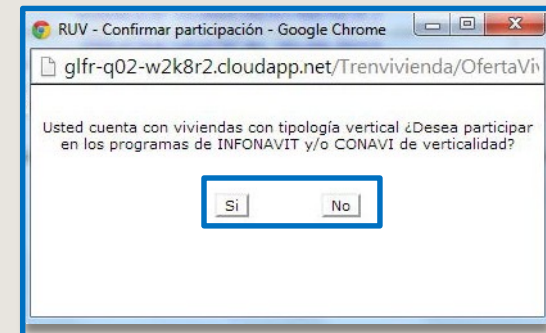 RUV - Confirmar participación - Google Chrome
glfr-q02-w2k8r2.cloudapp.net/Trenvivienda/OfertaViv
Usted cuenta con viviendas con tipología vertical ¿Desea participar
en los programas de INFONAVIT y/o CONAVI de verticalidad?
Si No